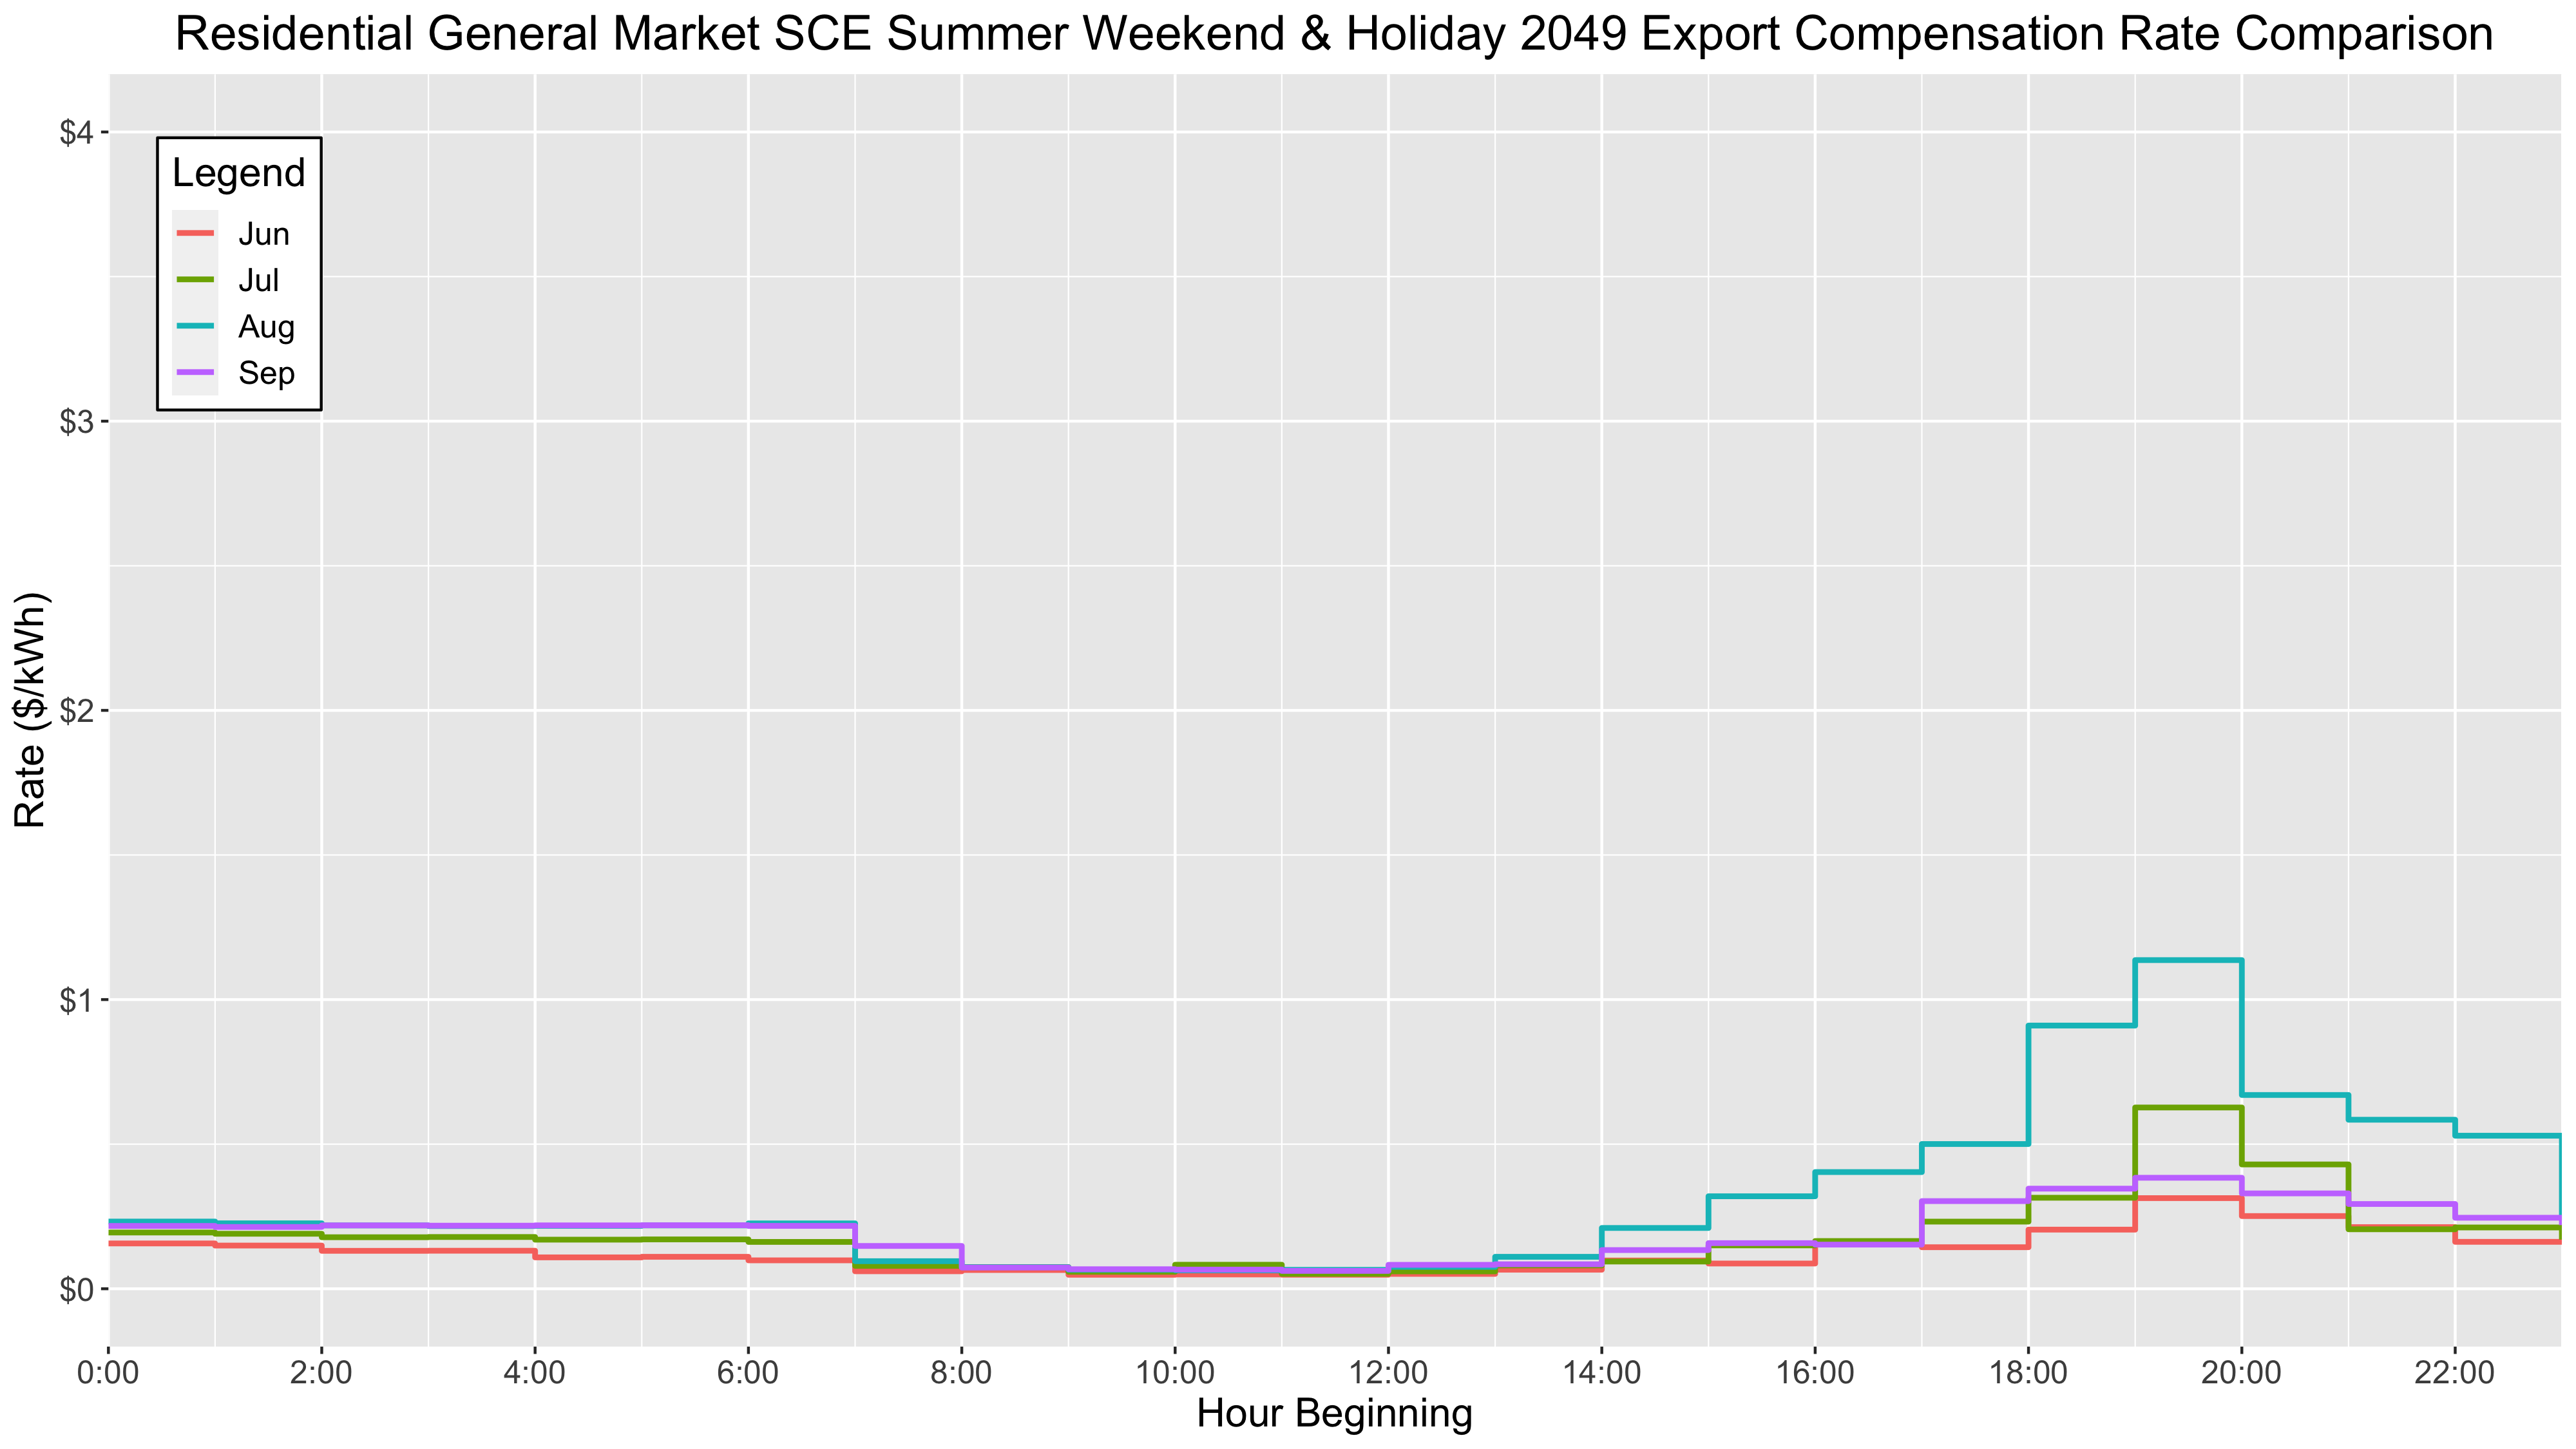 Residential General Market SCE Summer Weekend & Holiday 2049 Export Compensation Rate Comparison
$4
Legend
Jun
Jul
Aug
Sep
$3
Rate ($/kWh)
$2
$1
$0
0:00 2:00 4:00 6:00 8:00 10:00 12:00 14:00 16:00 18:00 20:00 22:00
Hour Beginning